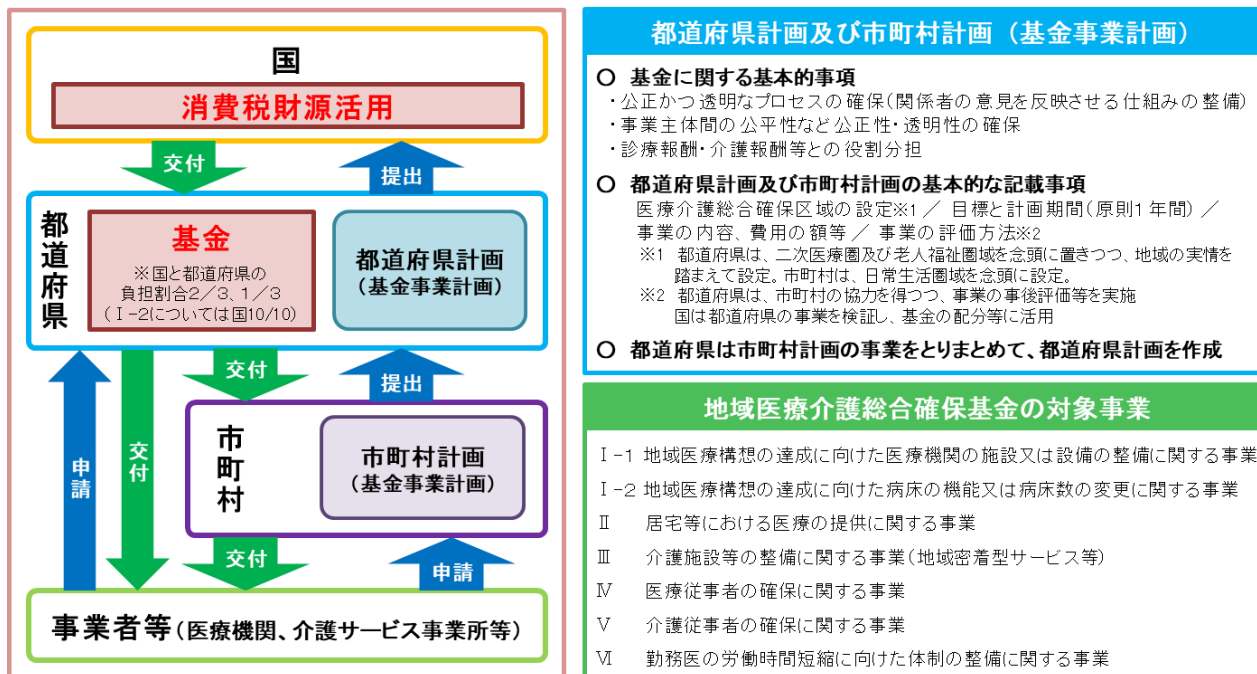 国
消費税財源活用
交付
提出
都道府県
基金
※国と都道府県の
負担割合2/3、1/3
(Ⅰ-2については国10/10)
都道府県計画
(基金事業計画)
交付
提出
申請
交付
市町村
市町村計画
(基金事業計画)
交付
申請
事業者等(医療機関、介護サービス事業所等)
都道府県計画及び市町村計画(基金事業計画)
○ 基金に関する基本的事項
・公正かつ透明なプロセスの確保(関係者の意見を反映させる仕組みの整備)
・事業主体間の公平性など公正性・透明性の確保
・診療報酬・介護報酬等との役割分担
○ 都道府県計画及び市町村計画の基本的な記載事項
医療介護総合確保区域の設定※1 / 目標と計画期間(原則1年間) /
事業の内容、費用の額等 / 事業の評価方法※2
※1 都道府県は、二次医療圏及び老人福祉圏域を念頭に置きつつ、地域の実情を
踏まえて設定。市町村は、日常生活圏域を念頭に設定。
※2 都道府県は、市町村の協力を得つつ、事業の事後評価等を実施
国は都道府県の事業を検証し、基金の配分等に活用
○ 都道府県は市町村計画の事業をとりまとめて、都道府県計画を作成
地域医療介護総合確保基金の対象事業
Ⅰ-1 地域医療構想の達成に向けた医療機関の施設又は設備の整備に関する事業
Ⅰ-2 地域医療構想の達成に向けた病床の機能又は病床数の変更に関する事業
Ⅱ 居宅等における医療の提供に関する事業
Ⅲ 介護施設等の整備に関する事業(地域密着型サービス等)
Ⅳ 医療従事者の確保に関する事業
Ⅴ 介護従事者の確保に関する事業
Ⅵ 勤務医の労働時間短縮に向けた体制の整備に関する事業